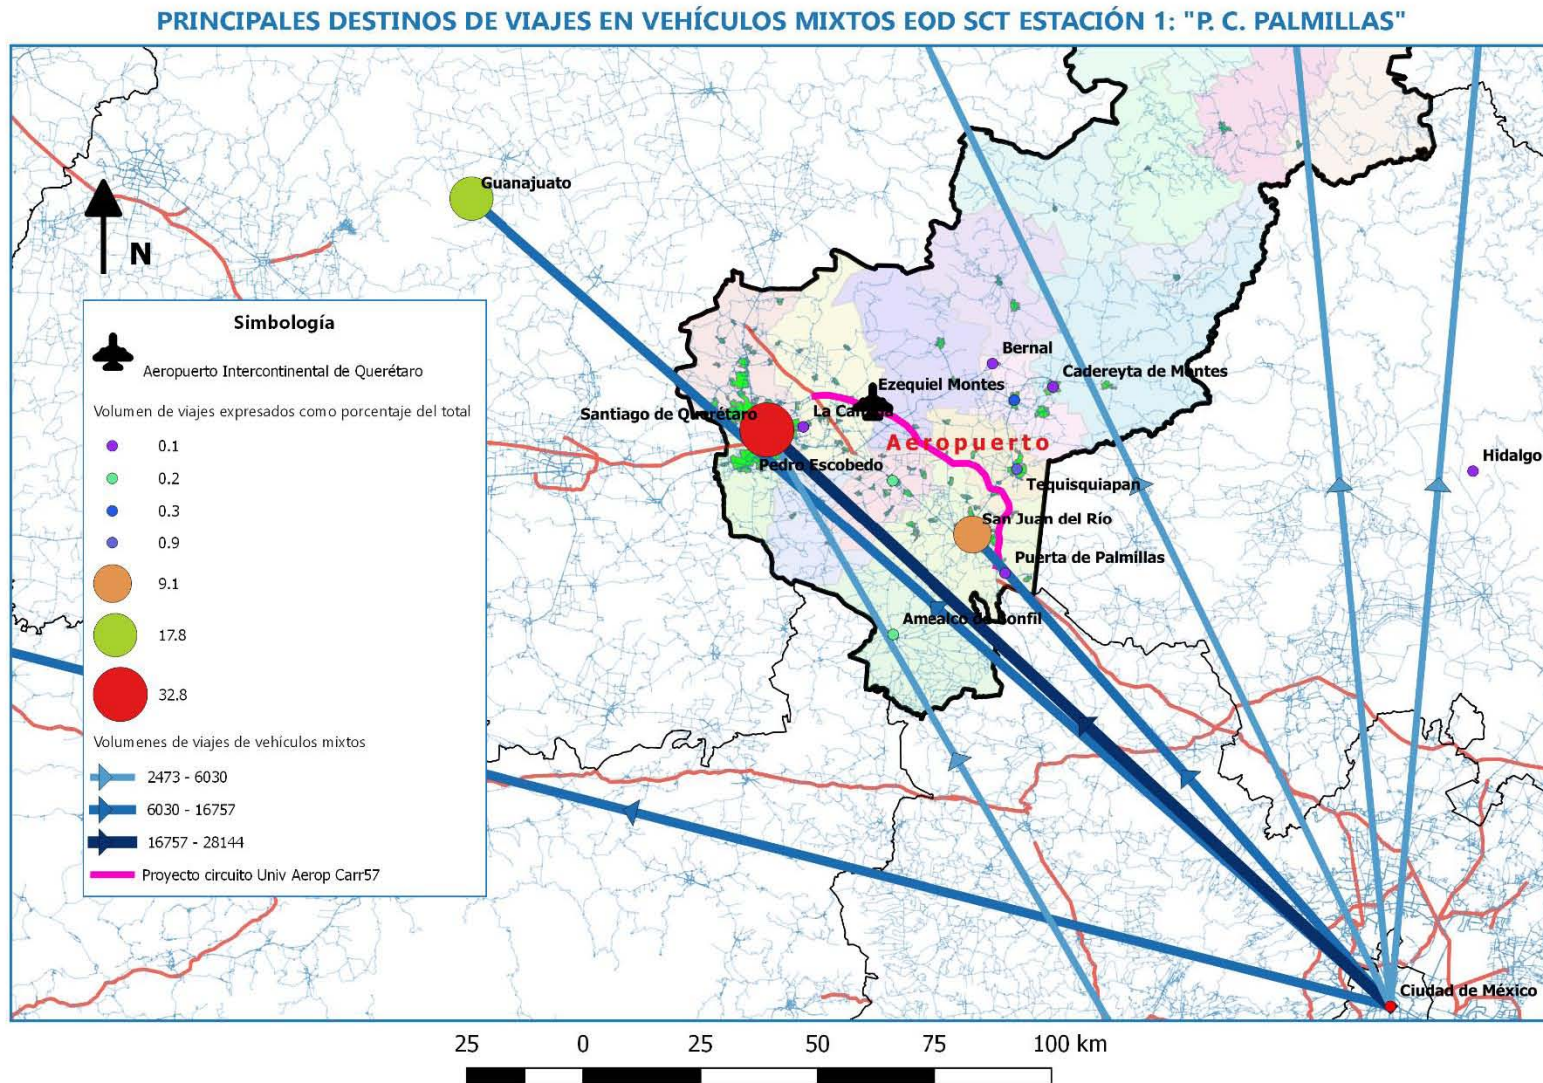 PRINCIPALES DESTINOS DE VIAJES EN VEHÍCULOS MIXTOS EOD SCT ESTACIÓN 1: "P. C. PALMILLAS"
Guanajuato
N
Simbología
Aeropuerto Intercontinental de Querétaro
Volumen de viajes expresados como porcentaje del total
0.1
0.2
0.3
0.9
9.1
17.8
32.8
Volumenes de viajes de vehículos mixtos
2473 - 6030
6030 - 16757
16757 - 28144
Proyecto circuito Univ Aerop Carr57
Bernal
Cadereyta de Montes
Ezequiel Montes
Santiago de Querétaro
La Cañada
Aeropuerto
Pedro Escobedo
Tequisquiapan
Hidalgo
San Juan del Río
Puerta de Palmillas
Amealco de Bonfil
Ciudad de México
25 0 25 50 75 100 km